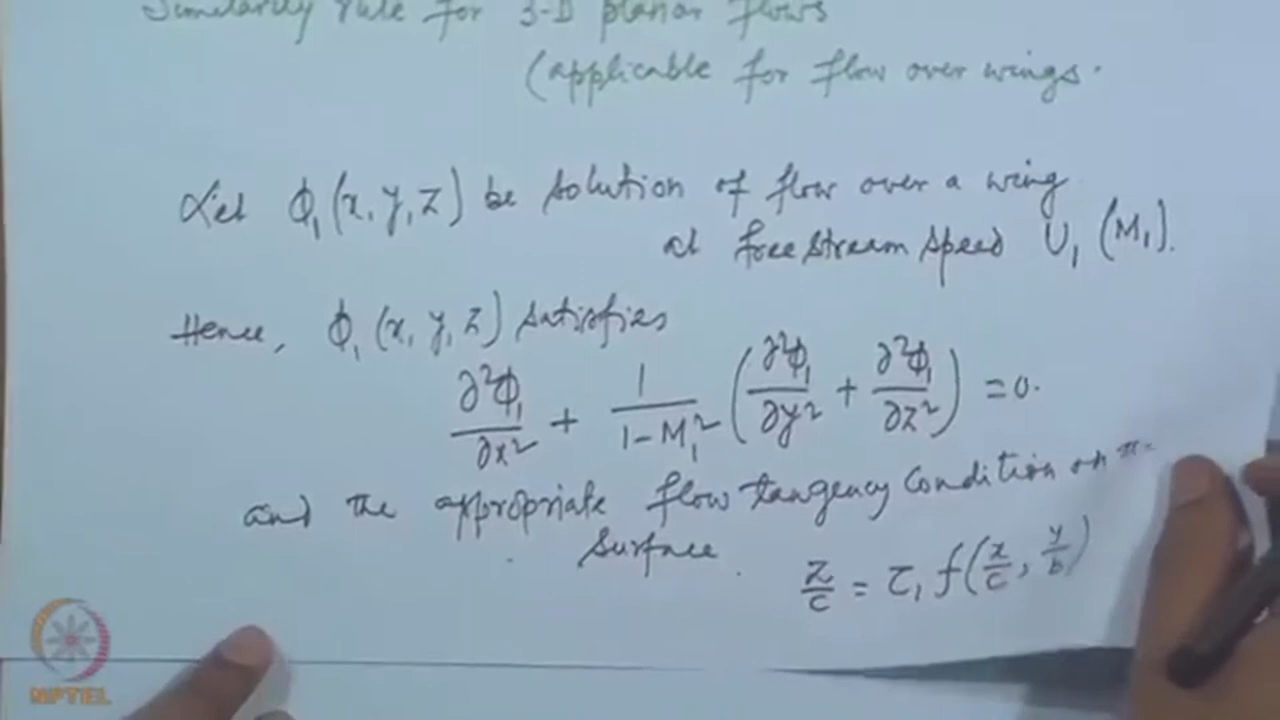 Similarity rule for 3-D planar flows
(applicable for flow over wings.
Let ϕ₁(x, y, z) be solution of flow over a wing
at free stream speed U₁ (M₁).
Hence, ϕ₁(x, y, z) satisfies
∂²ϕ₁/∂x² + 1/(1-M₁²) (∂²ϕ₁/∂y² + ∂²ϕ₁/∂z²) = 0.
and the appropriate flow tangency condition on
surface.
z/c = τ₁ f(x/c, y/b)
NPTEL